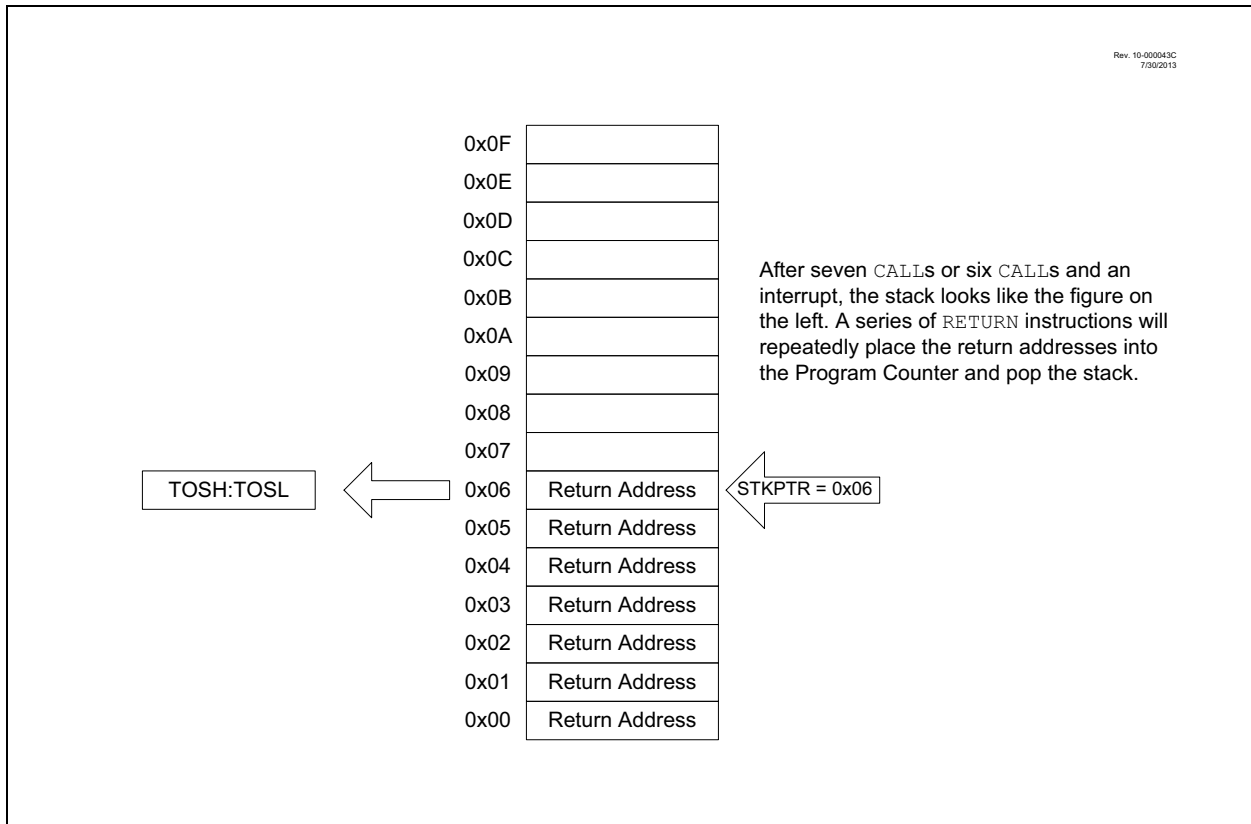 Rev. 10-000043C
7/30/2013
0x0F
0x0E
0x0D
0x0C
0x0B
0x0A
0x09
0x08
0x07
After seven CALLs or six CALLs and an
interrupt, the stack looks like the figure on
the left. A series of RETURN instructions will
repeatedly place the return addresses into
the Program Counter and pop the stack.
TOSH:TOSL
0x06 Return Address
STKPTR = 0x06
0x05 Return Address
0x04 Return Address
0x03 Return Address
0x02 Return Address
0x01 Return Address
0x00 Return Address